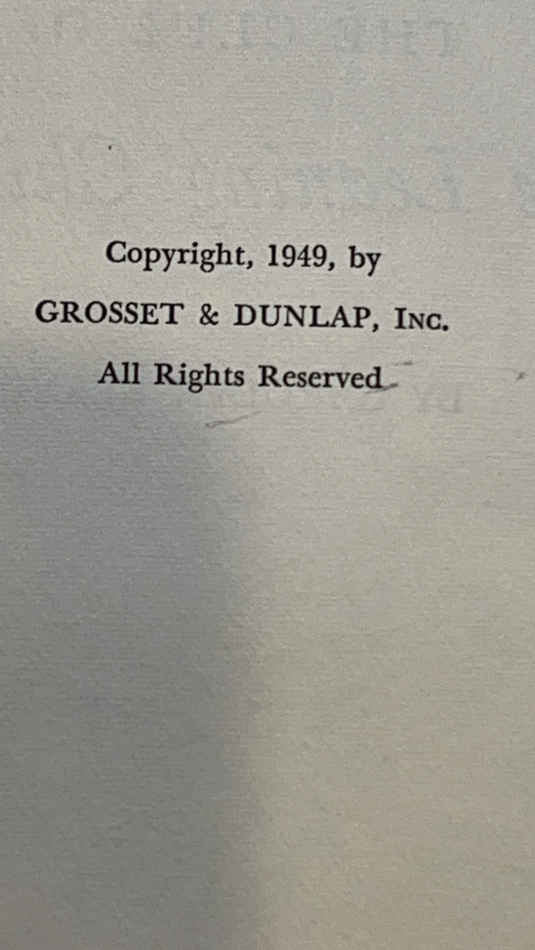 Copyright, 1949, by
GROSSET & DUNLAP, INC.
All Rights Reserved